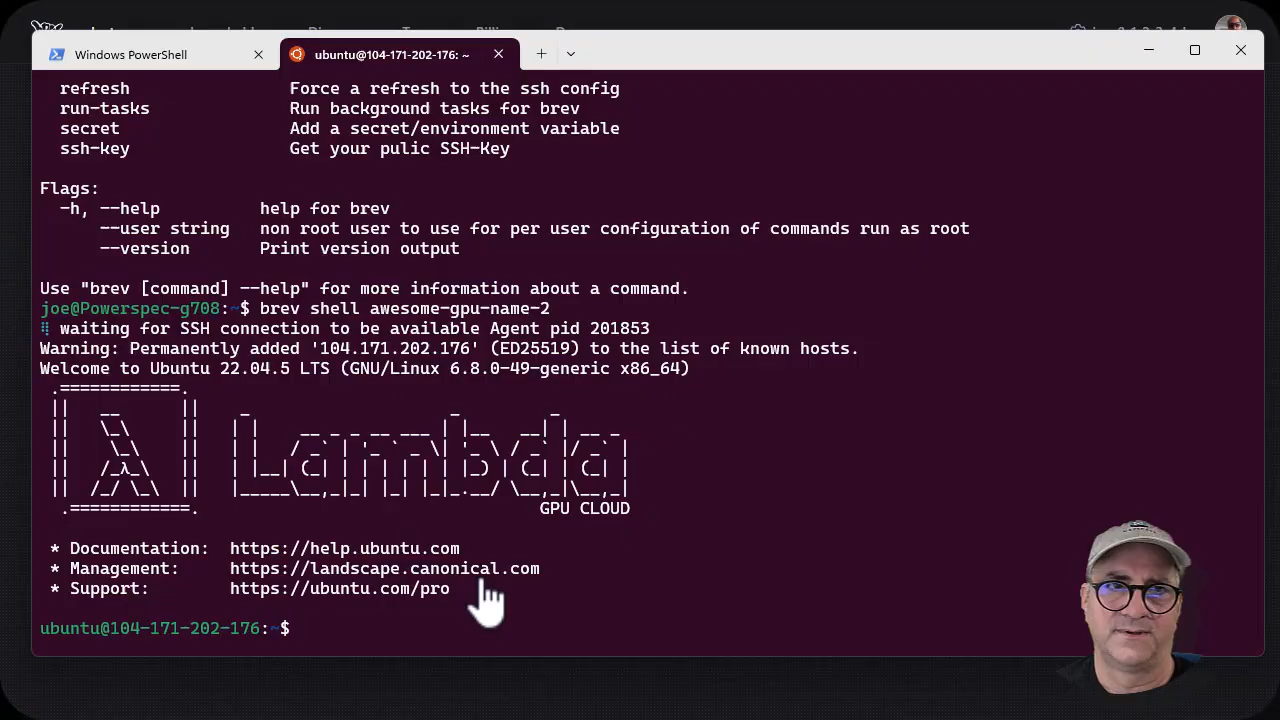 Windows PowerShell
ubuntu@104-171-202-176: ~
refresh Force a refresh to the ssh config
run-tasks Run background tasks for brev
secret Add a secret/environment variable
ssh-key Get your pulic SSH-Key
Flags:
-h, --help help for brev
--user string non root user to use for per user configuration of commands run as root
--version Print version output
Use "brev [command] --help" for more information about a command.
joe@Powerspec-g708:~$ brev shell awesome-gpu-name-2
waiting for SSH connection to be available Agent pid 201853
Warning: Permanently added '104.171.202.176' (ED25519) to the list of known hosts.
Welcome to Ubuntu 22.04.5 LTS (GNU/Linux 6.8.0-49-generic x86_64)
Lambda
GPU CLOUD
* Documentation: https://help.ubuntu.com
* Management: https://landscape.canonical.com
* Support: https://ubuntu.com/pro
ubuntu@104-171-202-176:~$